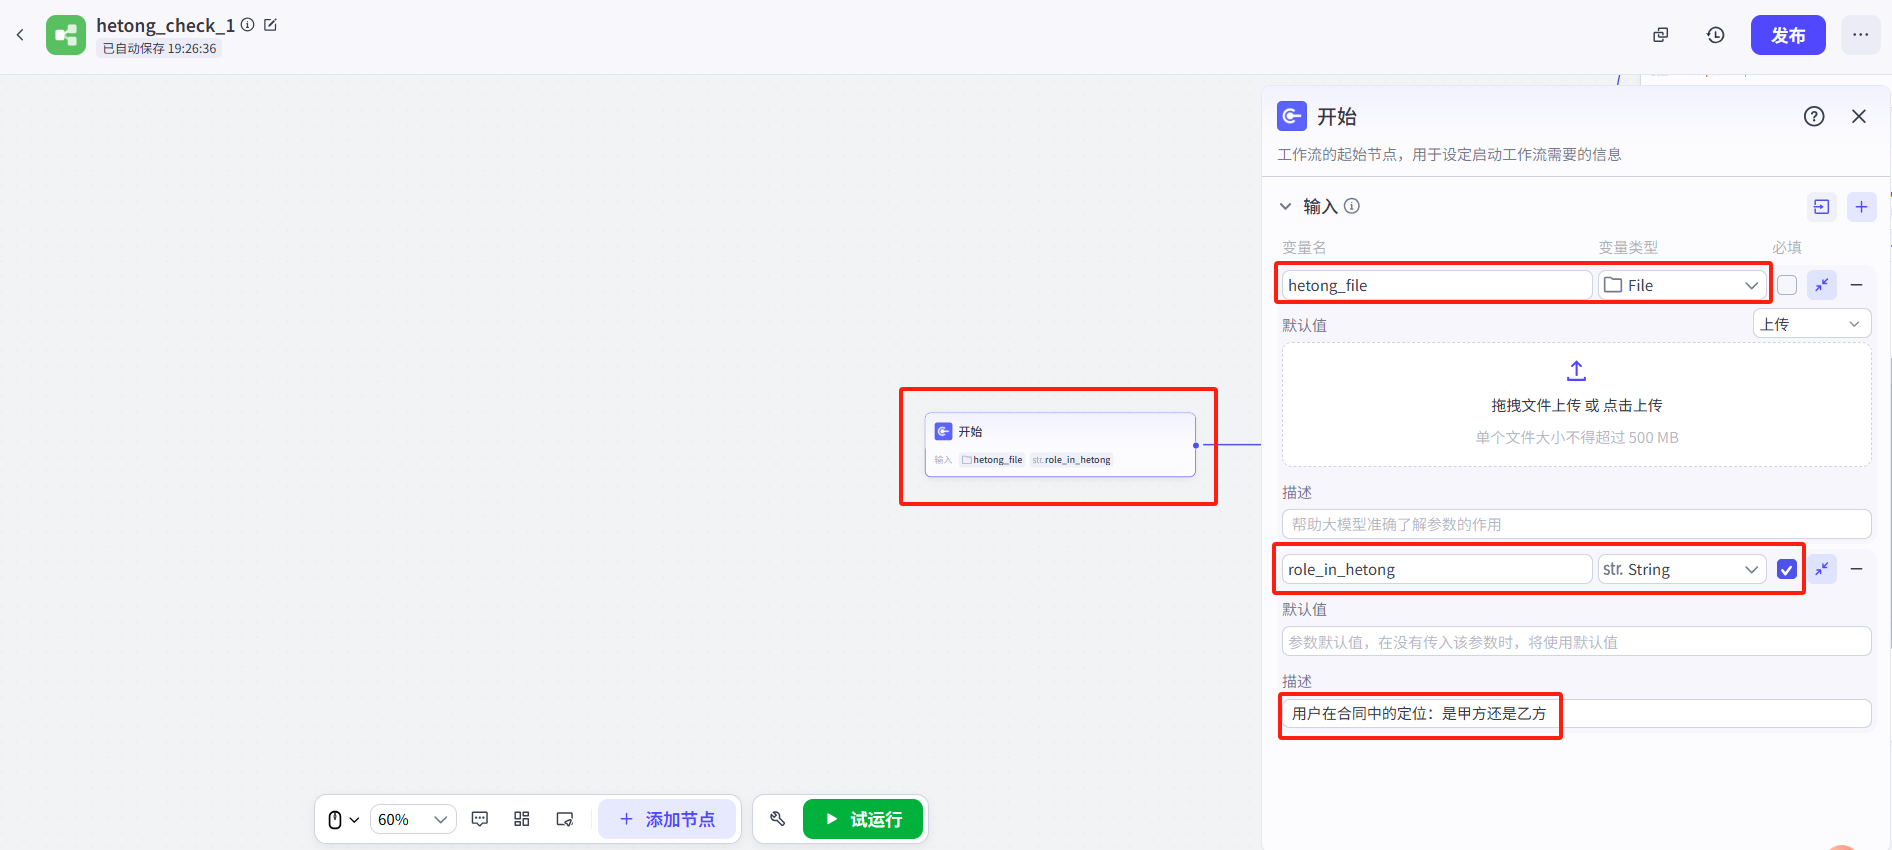 hetong_check_1
已自动保存 19:26:36
发布
开始
工作流的起始节点，用于设定启动工作流需要的信息
输入
变量名 变量类型 必填
hetong_file File
默认值 上传
拖拽文件上传 或 点击上传
单个文件大小不得超过 500 MB
描述
帮助大模型准确了解参数的作用
role_in_hetong str. String
默认值
参数默认值，在没有传入该参数时，将使用默认值
描述
用户在合同中的定位：是甲方还是乙方
开始
输入 hetong_file str. role_in_hetong
60% 添加节点 试运行